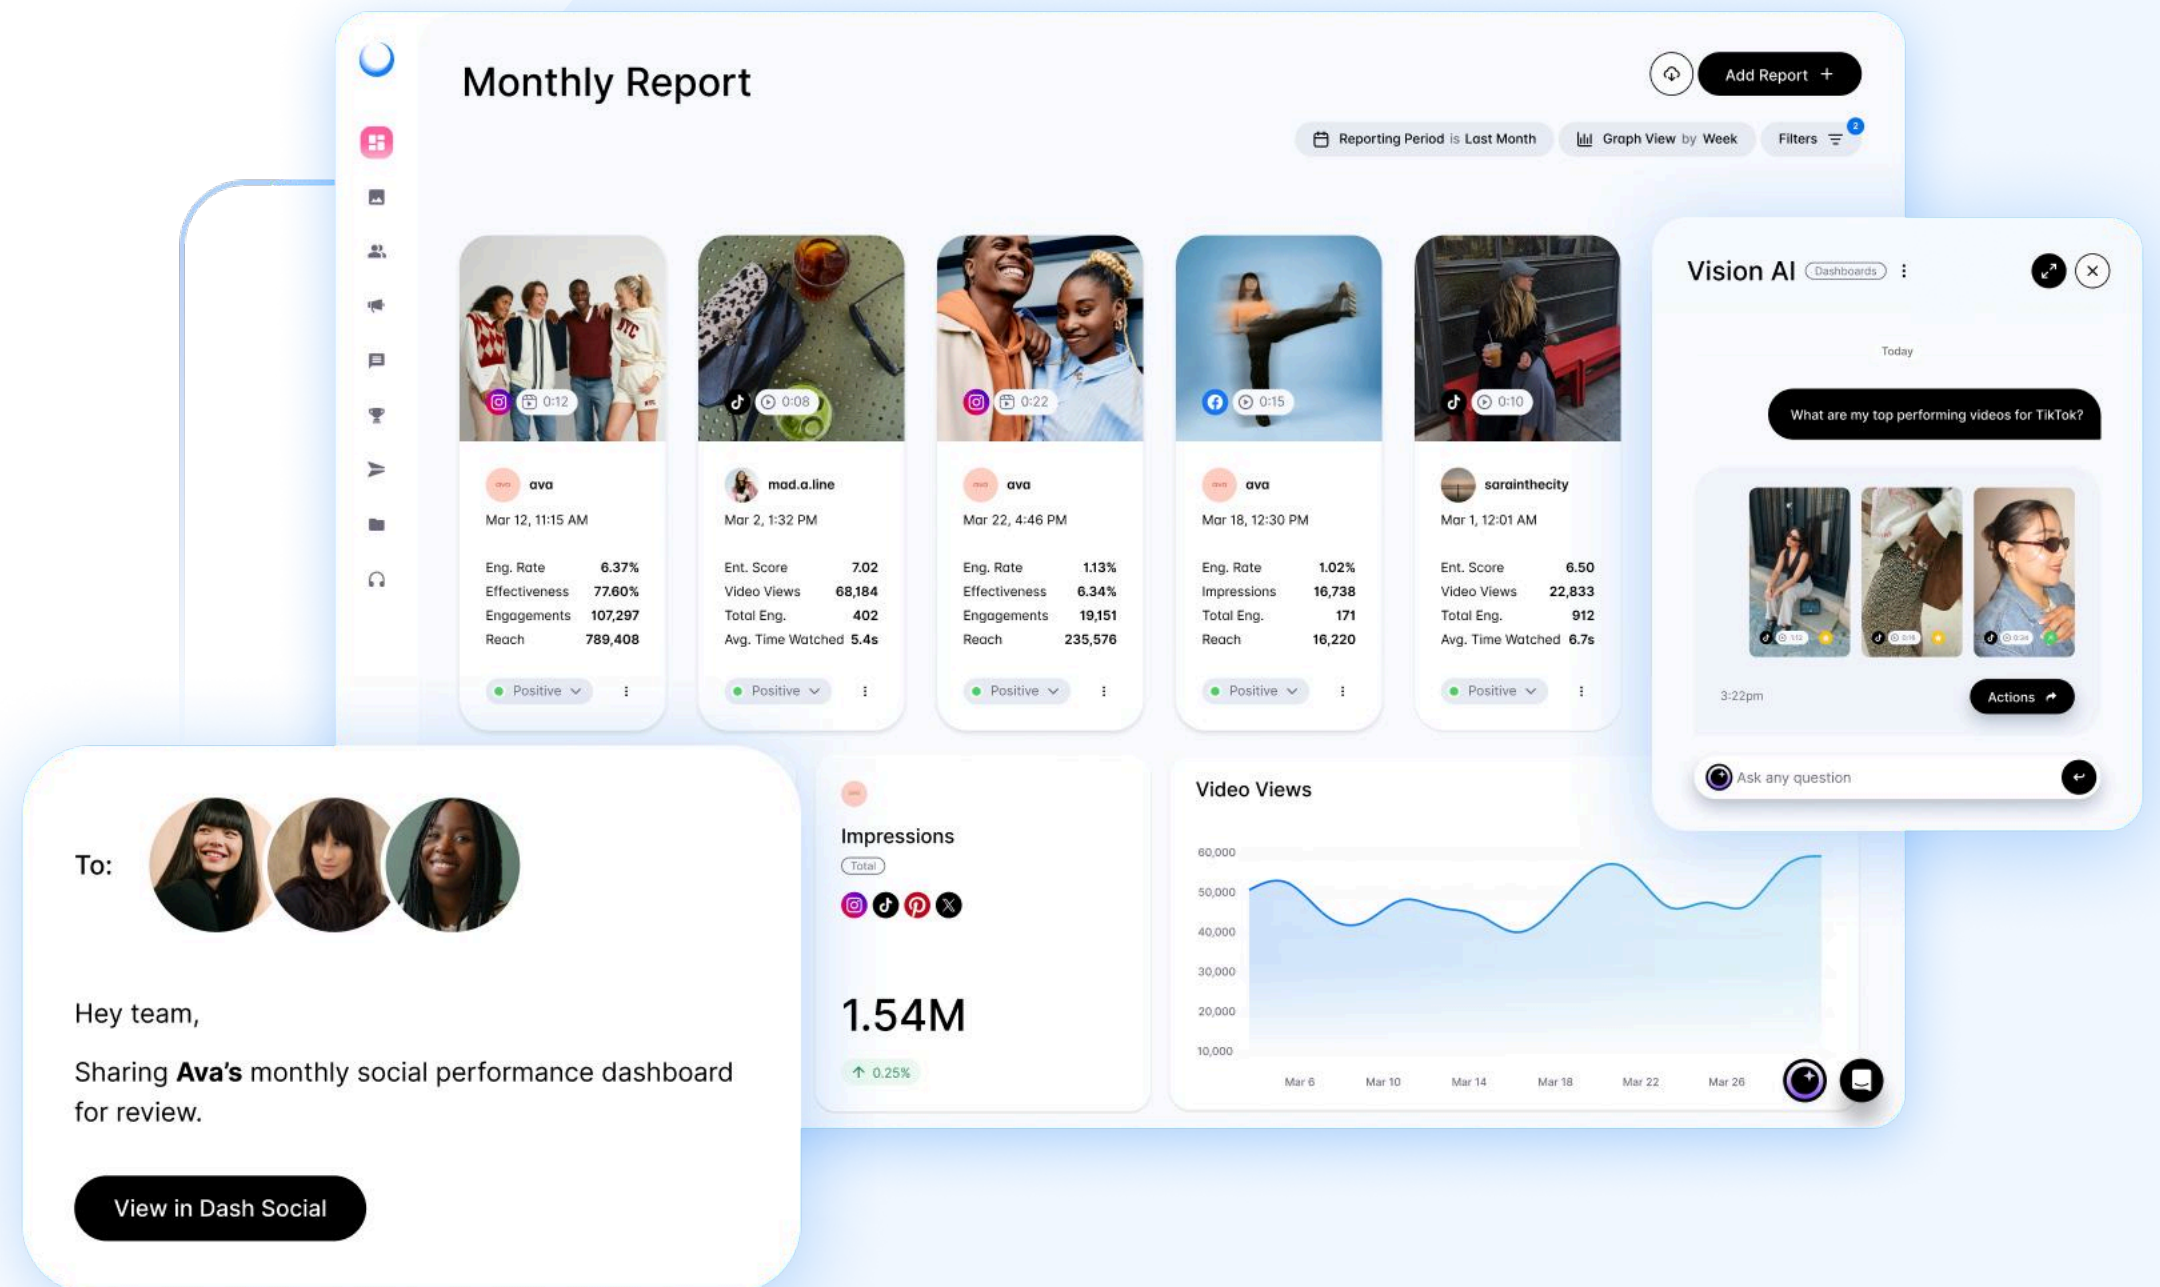 Monthly Report
Add Report +
Reporting Period is Last Month
Graph View by Week
Filters
2
0:12
ava
Mar 12, 11:15 AM
Eng. Rate 6.37%
Effectiveness 77.60%
Engagements 107,297
Reach 789,408
Positive
0:08
mad.a.line
Mar 2, 1:32 PM
Ent. Score 7.02
Video Views 68,184
Total Eng. 402
Avg. Time Watched 5.4s
Positive
0:22
ava
Mar 22, 4:46 PM
Eng. Rate 1.13%
Effectiveness 6.34%
Engagements 19,151
Reach 235,576
Positive
0:15
ava
Mar 18, 12:30 PM
Eng. Rate 1.02%
Impressions 16,738
Total Eng. 171
Reach 16,220
Positive
0:10
sarainthecity
Mar 1, 12:01 AM
Ent. Score 6.50
Video Views 22,833
Total Eng. 912
Avg. Time Watched 6.7s
Positive
Vision AI
Dashboards
Today
What are my top performing videos for TikTok?
3:22pm
Actions
Ask any question
To:
Hey team,
Sharing Ava's monthly social performance dashboard
for review.
View in Dash Social
Impressions
Total
1.54M
0.25%
Video Views
60,000
50,000
40,000
30,000
20,000
10,000
Mar 6
Mar 10
Mar 14
Mar 18
Mar 22
Mar 26